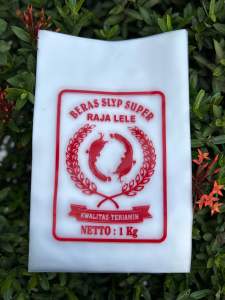 BERAS SLYP SUPER
RAJA LELE
KWALITAS TERJAMIN
NETTO : 1 Kg